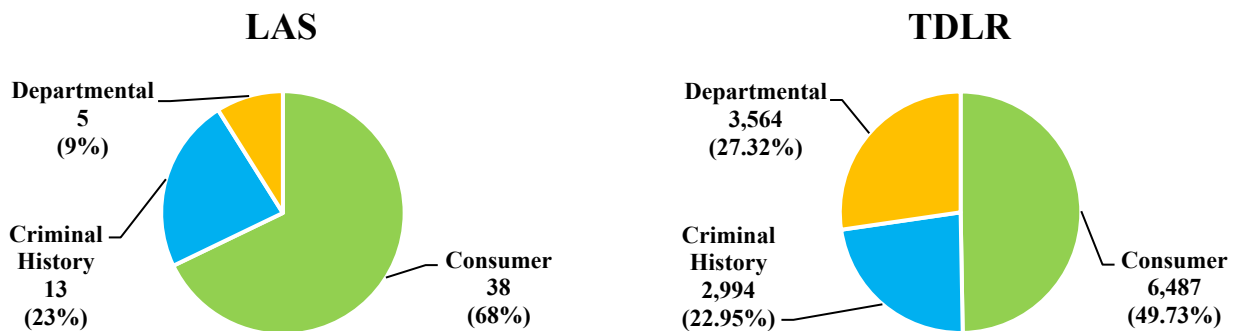 LAS
Departmental
5
(9%)
Criminal
History
13
(23%)
Consumer
38
(68%)
TDLR
Departmental
3,564
(27.32%)
Criminal
History
2,994
(22.95%)
Consumer
6,487
(49.73%)